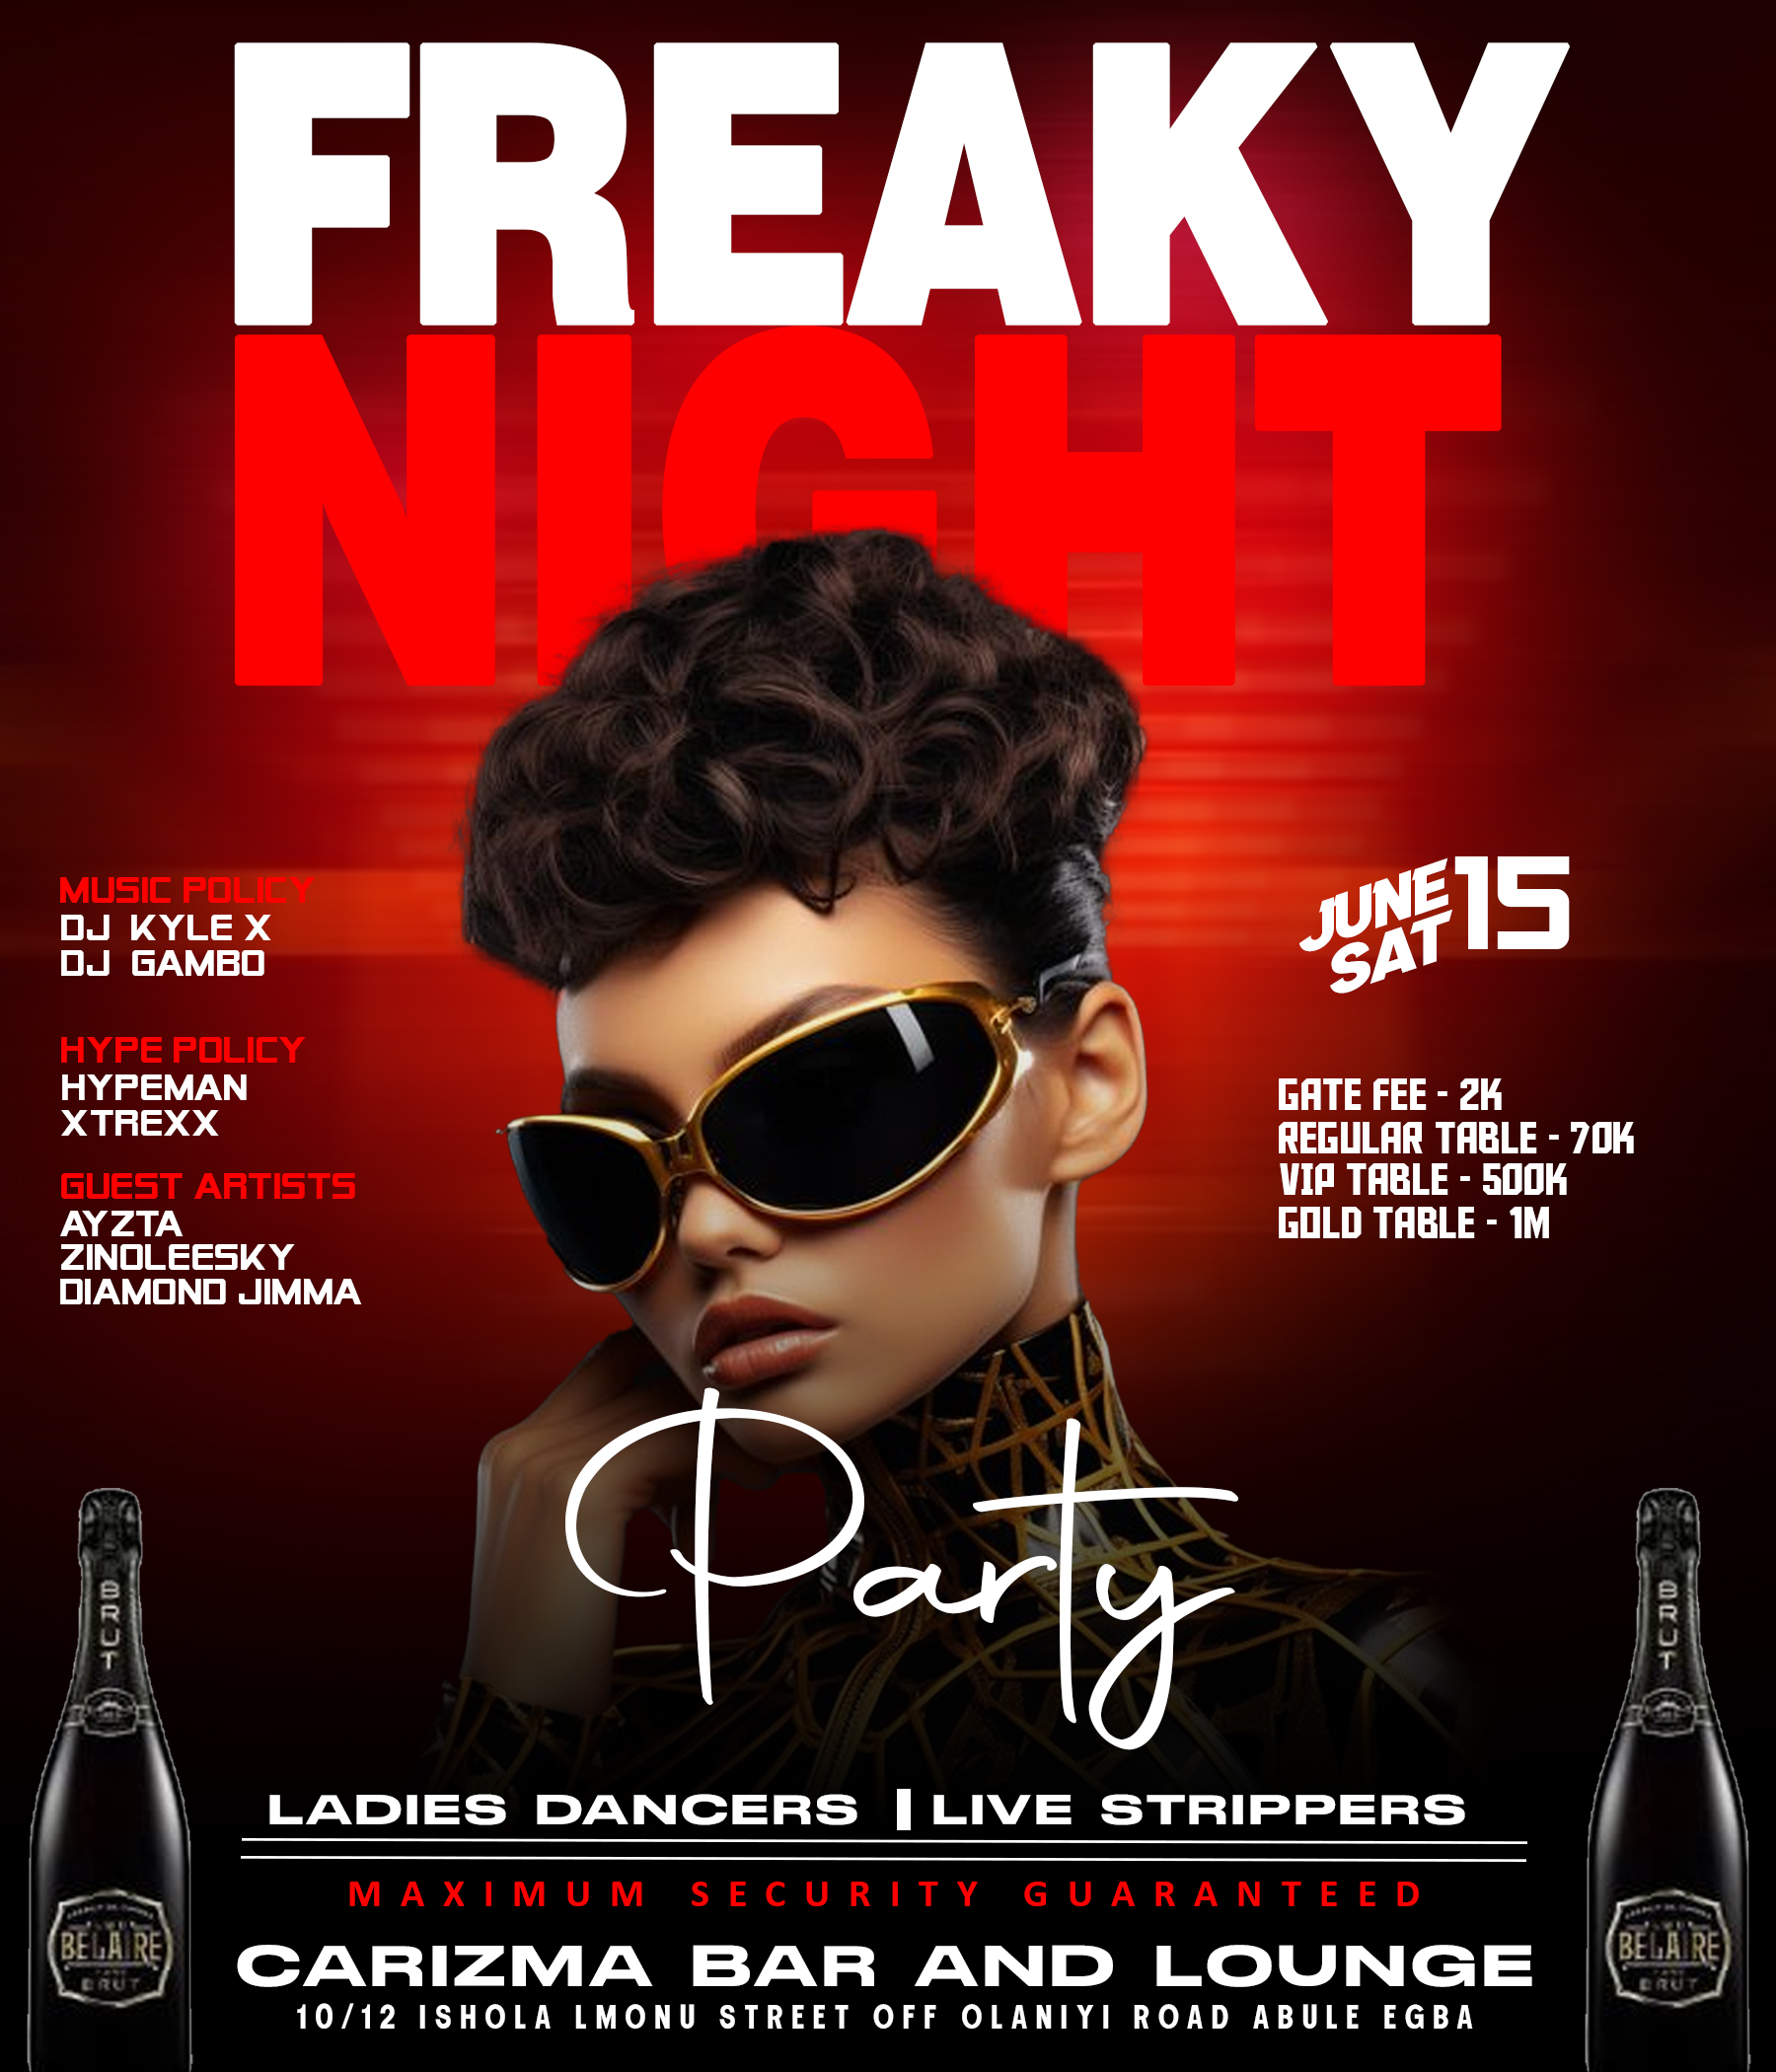 FREAKY
NIGHT
MUSIC POLICY
DJ KYLE X
DJ GAMBO
HYPE POLICY
HYPEMAN
XTREXX
GUEST ARTISTS
AYZTA
ZINOLEESKY
DIAMOND JIMMA
JUNE 15
SAT
GATE FEE - 2K
REGULAR TABLE - 70K
VIP TABLE - 500K
GOLD TABLE - 1M
Party
BRUT
BELAIRE
BRUT
BRUT
BELAIRE
BRUT
LADIES DANCERS | LIVE STRIPPERS
MAXIMUM SECURITY GUARANTEED
CARIZMA BAR AND LOUNGE
10/12 ISHOLA LMONU STREET OFF OLANIYI ROAD ABULE EGBA